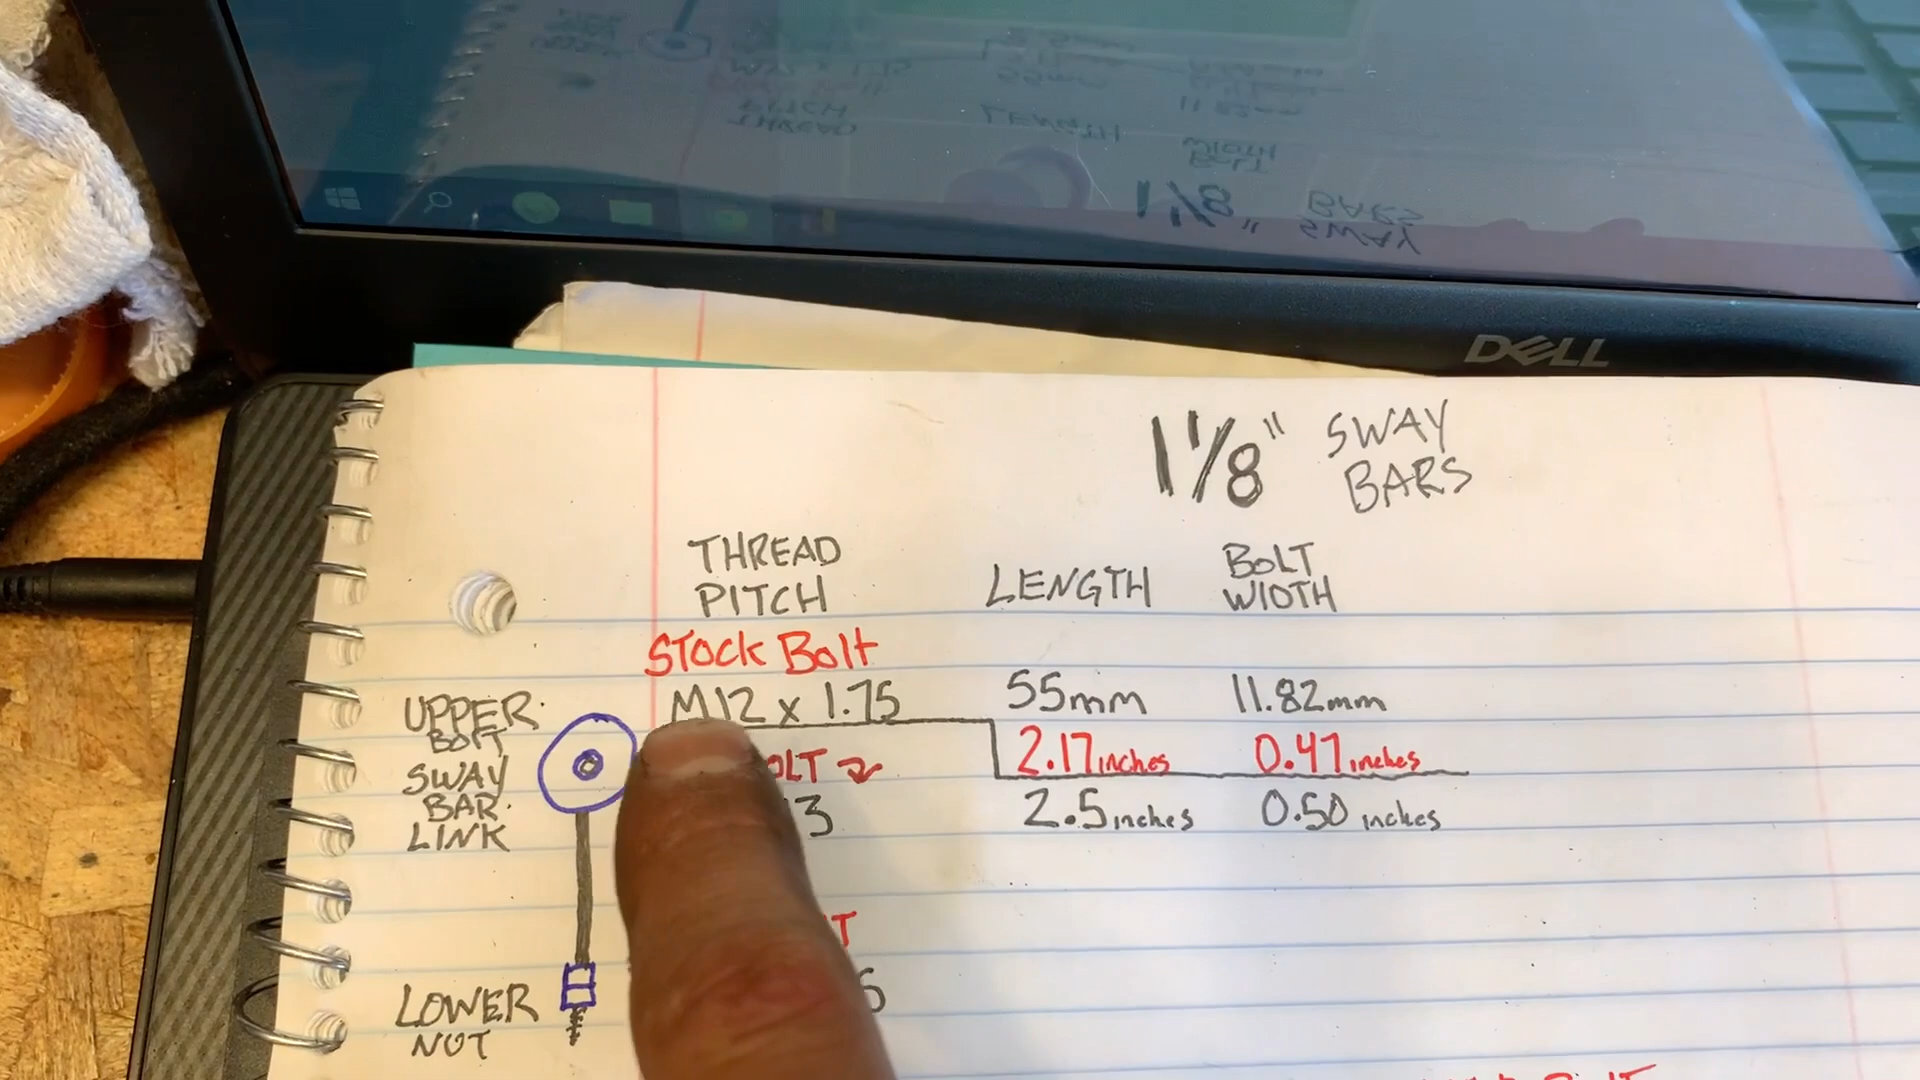 DELL
1 1/8" SWAY
BARS
THREAD
PITCH
LENGTH
BOLT
WIDTH
STOCK BOLT
UPPER
BOLT
SWAY
BAR
LINK
M12 x 1.75
55mm
11.82mm
2.17 inches
0.47 inches
2.5 inches
0.50 inches
LOWER
NUT